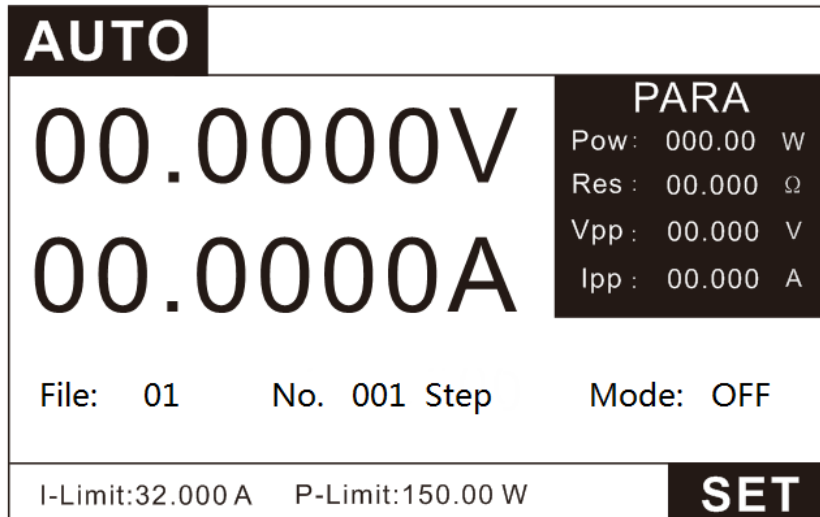 AUTO
00.0000V
00.0000A
PARA
Pow: 000.00 W
Res: 00.000 Ω
Vpp: 00.000 V
Ipp: 00.000 A
File: 01 No. 001 Step Mode: OFF
I-Limit:32.000 A P-Limit:150.00 W SET